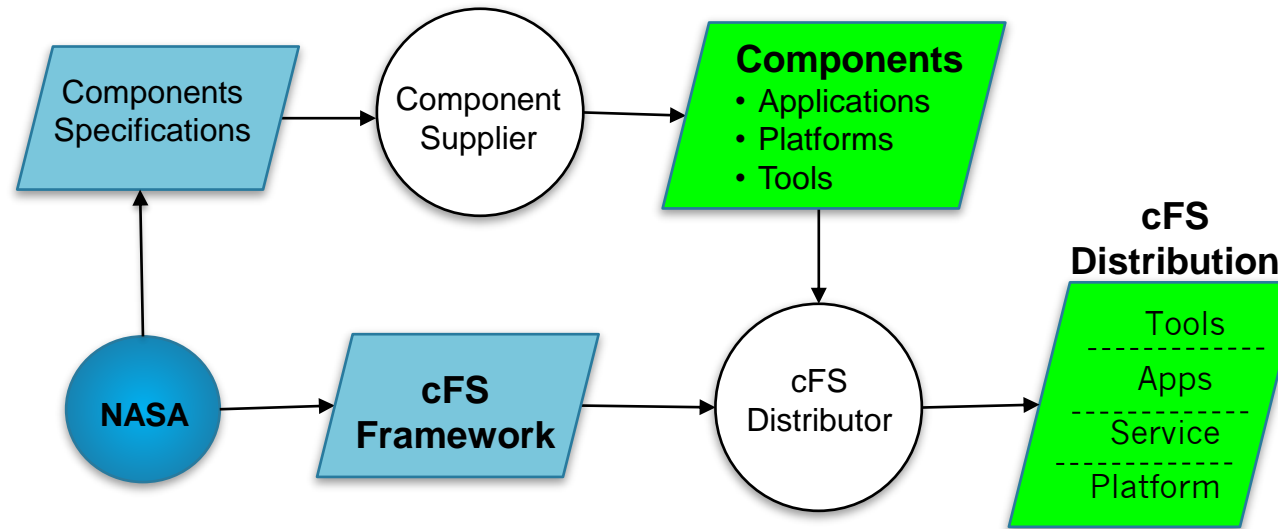 Components
Specifications
Component
Supplier
Components
• Applications
• Platforms
• Tools
NASA
cFS
Framework
cFS
Distributor
cFS
Distribution
Tools
Apps
Service
Platform